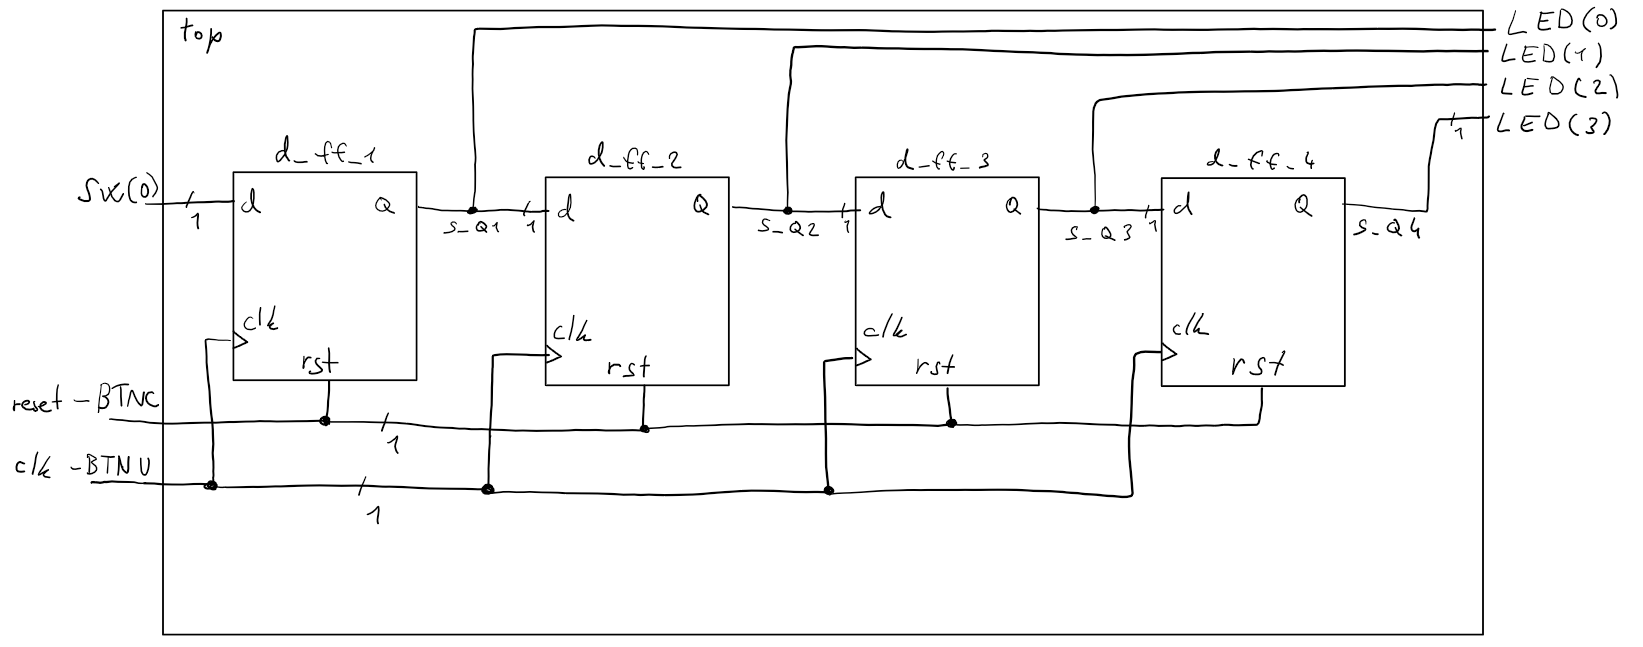 top
LED(0)
LED(1)
LED(2)
LED(3)
1
d_ff_1
d_ff_2
d_ff_3
d_ff_4
SW(0)
1
d
Q
s_Q1
1
d
Q
s_Q2
1
d
Q
s_Q3
1
d
Q
s_Q4
clk
clk
clk
clk
rst
rst
rst
rst
reset - BTNC
1
clk - BTNU
1